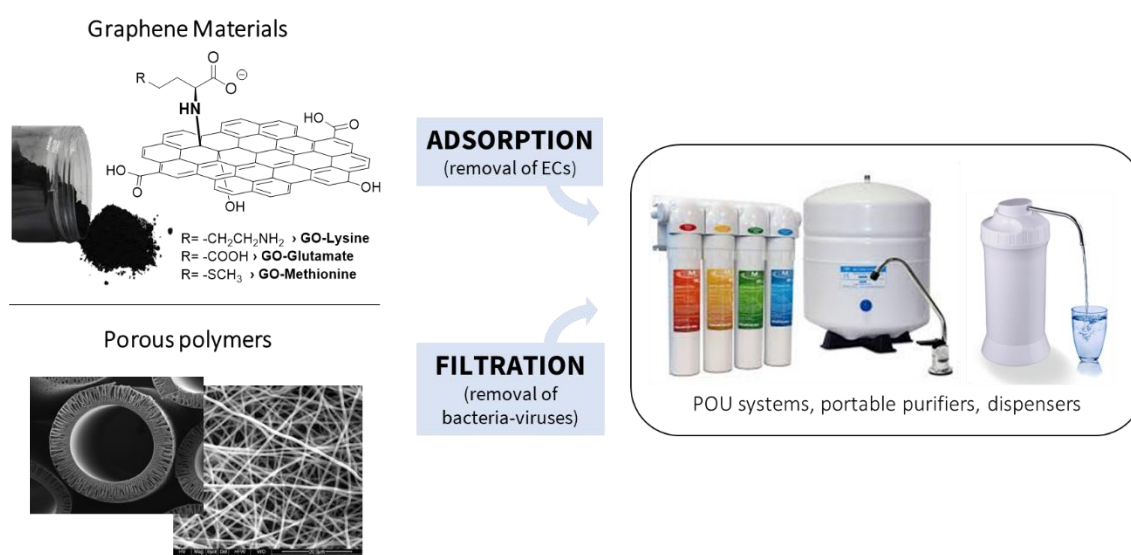 Graphene Materials
R
O
O⊖
HN
HO
O
HO
O
OH
OH
R= -CH₂CH₂NH₂ › GO-Lysine
R= -COOH › GO-Glutamate
R= -SCH₃ › GO-Methionine
Porous polymers
ADSORPTION
(removal of ECs)
FILTRATION
(removal of
bacteria-viruses)
POU systems, portable purifiers, dispensers